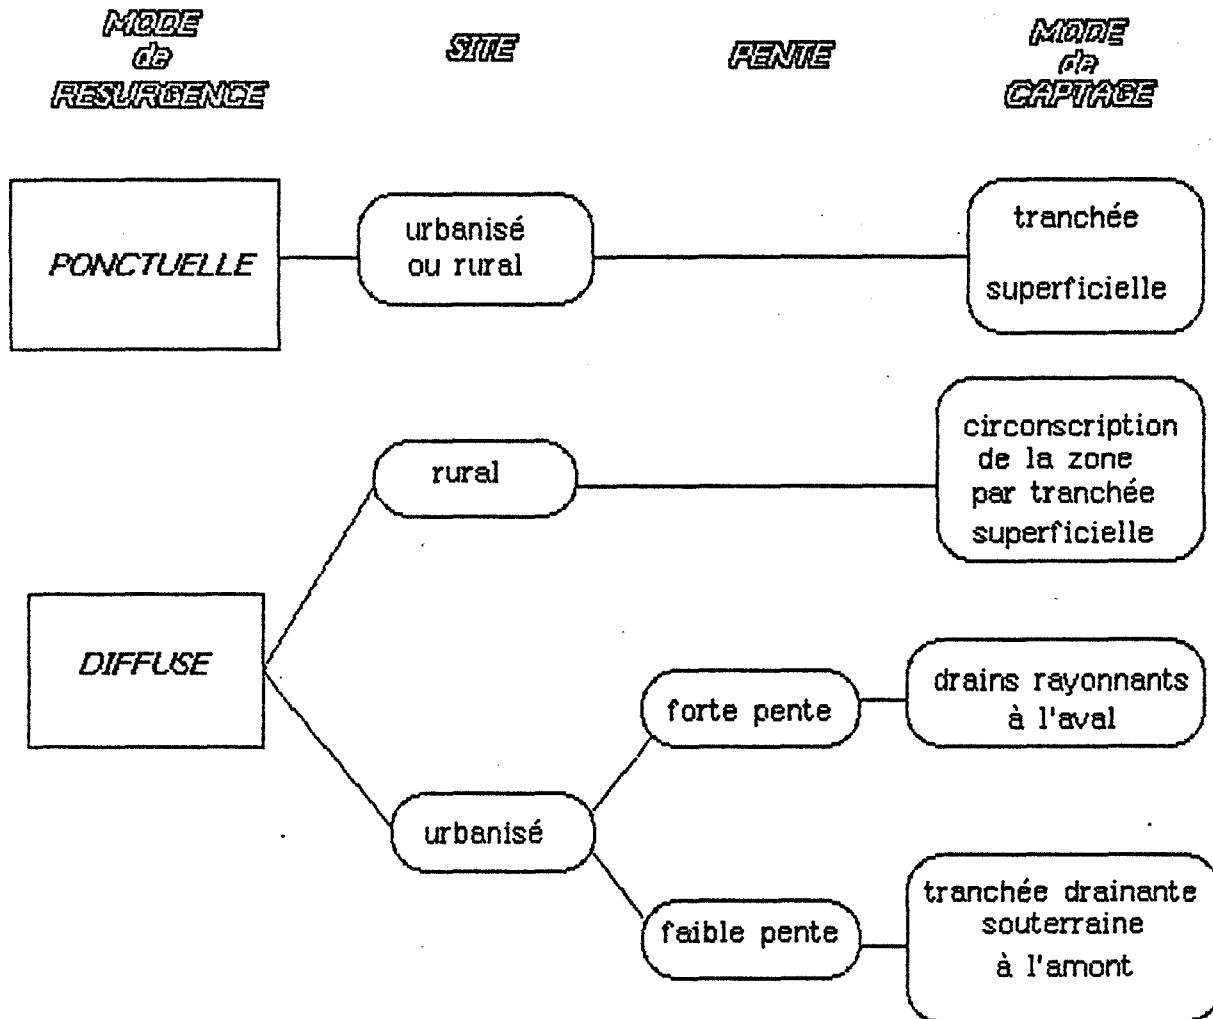 MODE
de
RESURGENCE
SITE
PENTE
MODE
de
CAPTAGE
PONCTUELLE
urbanisé
ou rural
tranchée
superficielle
rural
circonscription
de la zone
par tranchée
superficielle
DIFFUSE
forte pente
drains rayonnants
à l'aval
urbanisé
faible pente
tranchée drainante
souterraine
à l'amont